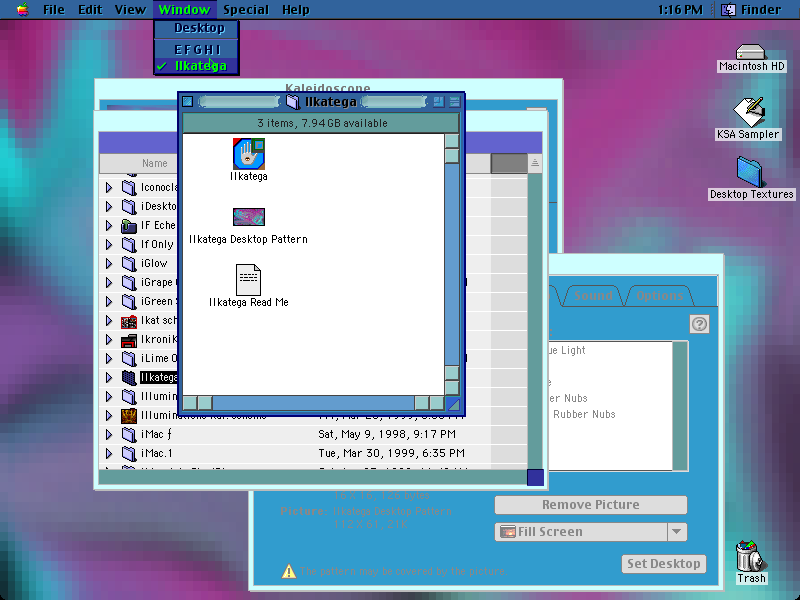 File Edit View Window Special Help 1:16 PM Finder
Desktop
E F G H I
✓ Ilkatega
Macintosh HD
KSA Sampler
Desktop Textures
Trash
Kaleidoscope
Ilkatega
3 items, 7.94 GB available
Ilkatega
Ilkatega Desktop Pattern
Ilkatega Read Me
Name
Iconocla
iDeskto
IF Eche
If Only
iGlow
iGrape
iGreen
Ikat sch
IkroniK
iLime O
Ilkatega
Illumin
iMac ƒ Sat, May 9, 1998, 9:17 PM
iMac.1 Tue, Mar 30, 1999, 6:35 PM
Sound Options
ue Light
er Nubs
Rubber Nubs
Remove Picture
Fill Screen
Set Desktop